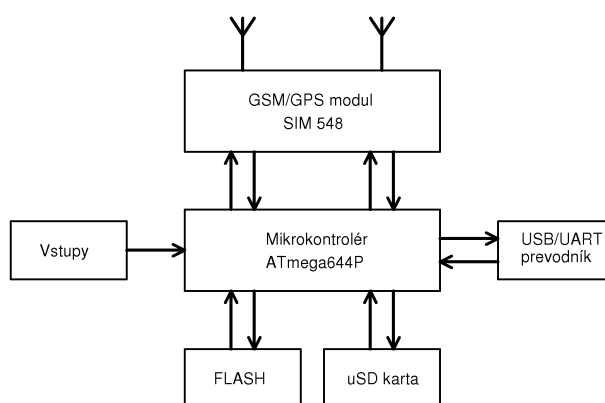 GSM/GPS modul
SIM 548
Mikrokontrolér
ATmega644P
Vstupy
USB/UART
prevodník
FLASH
uSD karta